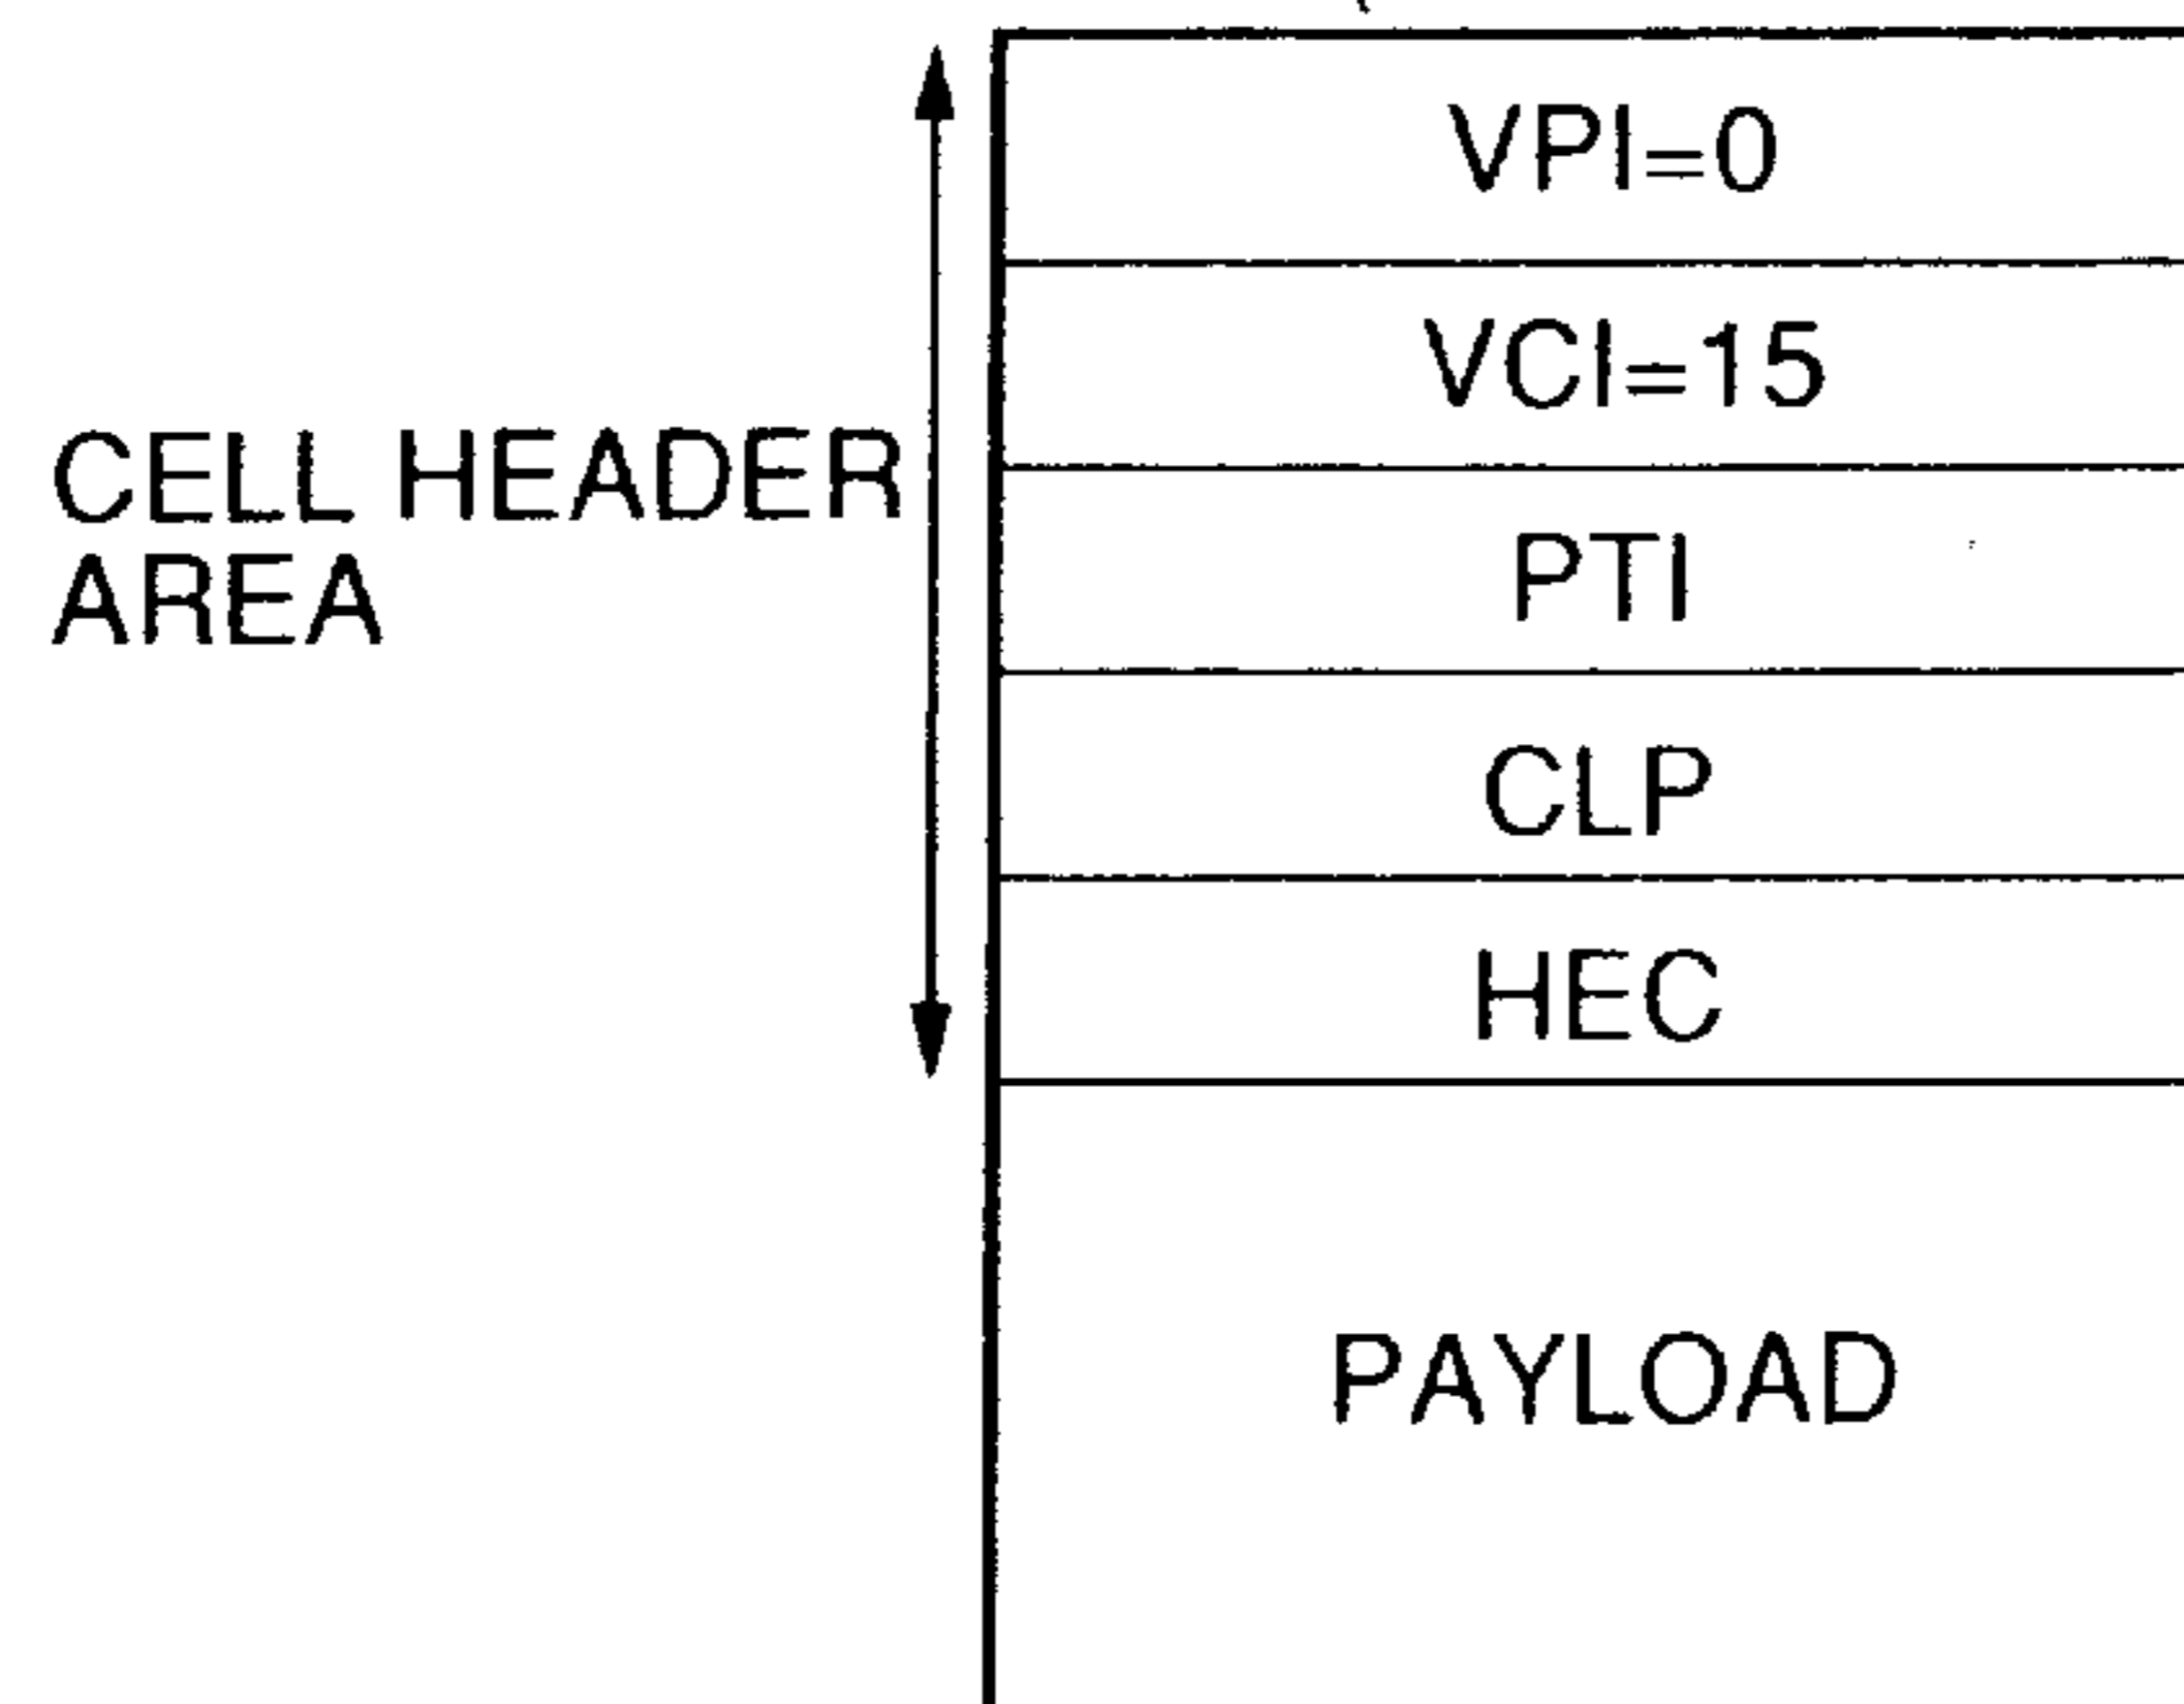 VPI=0
VCI=15
CELL HEADER
AREA
PTI
CLP
HEC
PAYLOAD